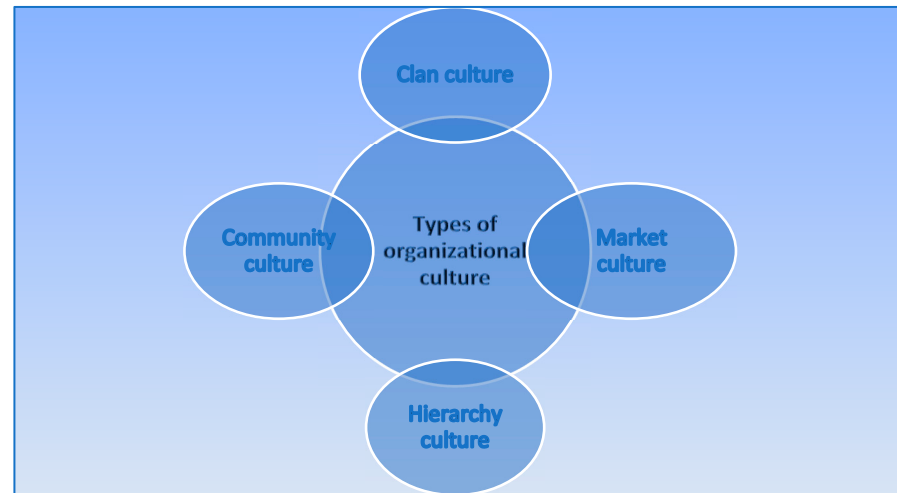 Clan culture
Community
culture
Types of
organizational
culture
Market
culture
Hierarchy
culture